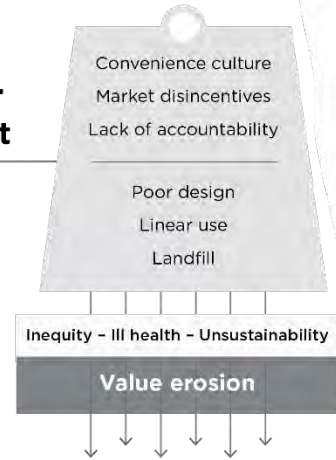 Convenience culture
Market disincentives
Lack of accountability
Poor design
Linear use
Landfill
Inequity – Ill health – Unsustainability
Value erosion